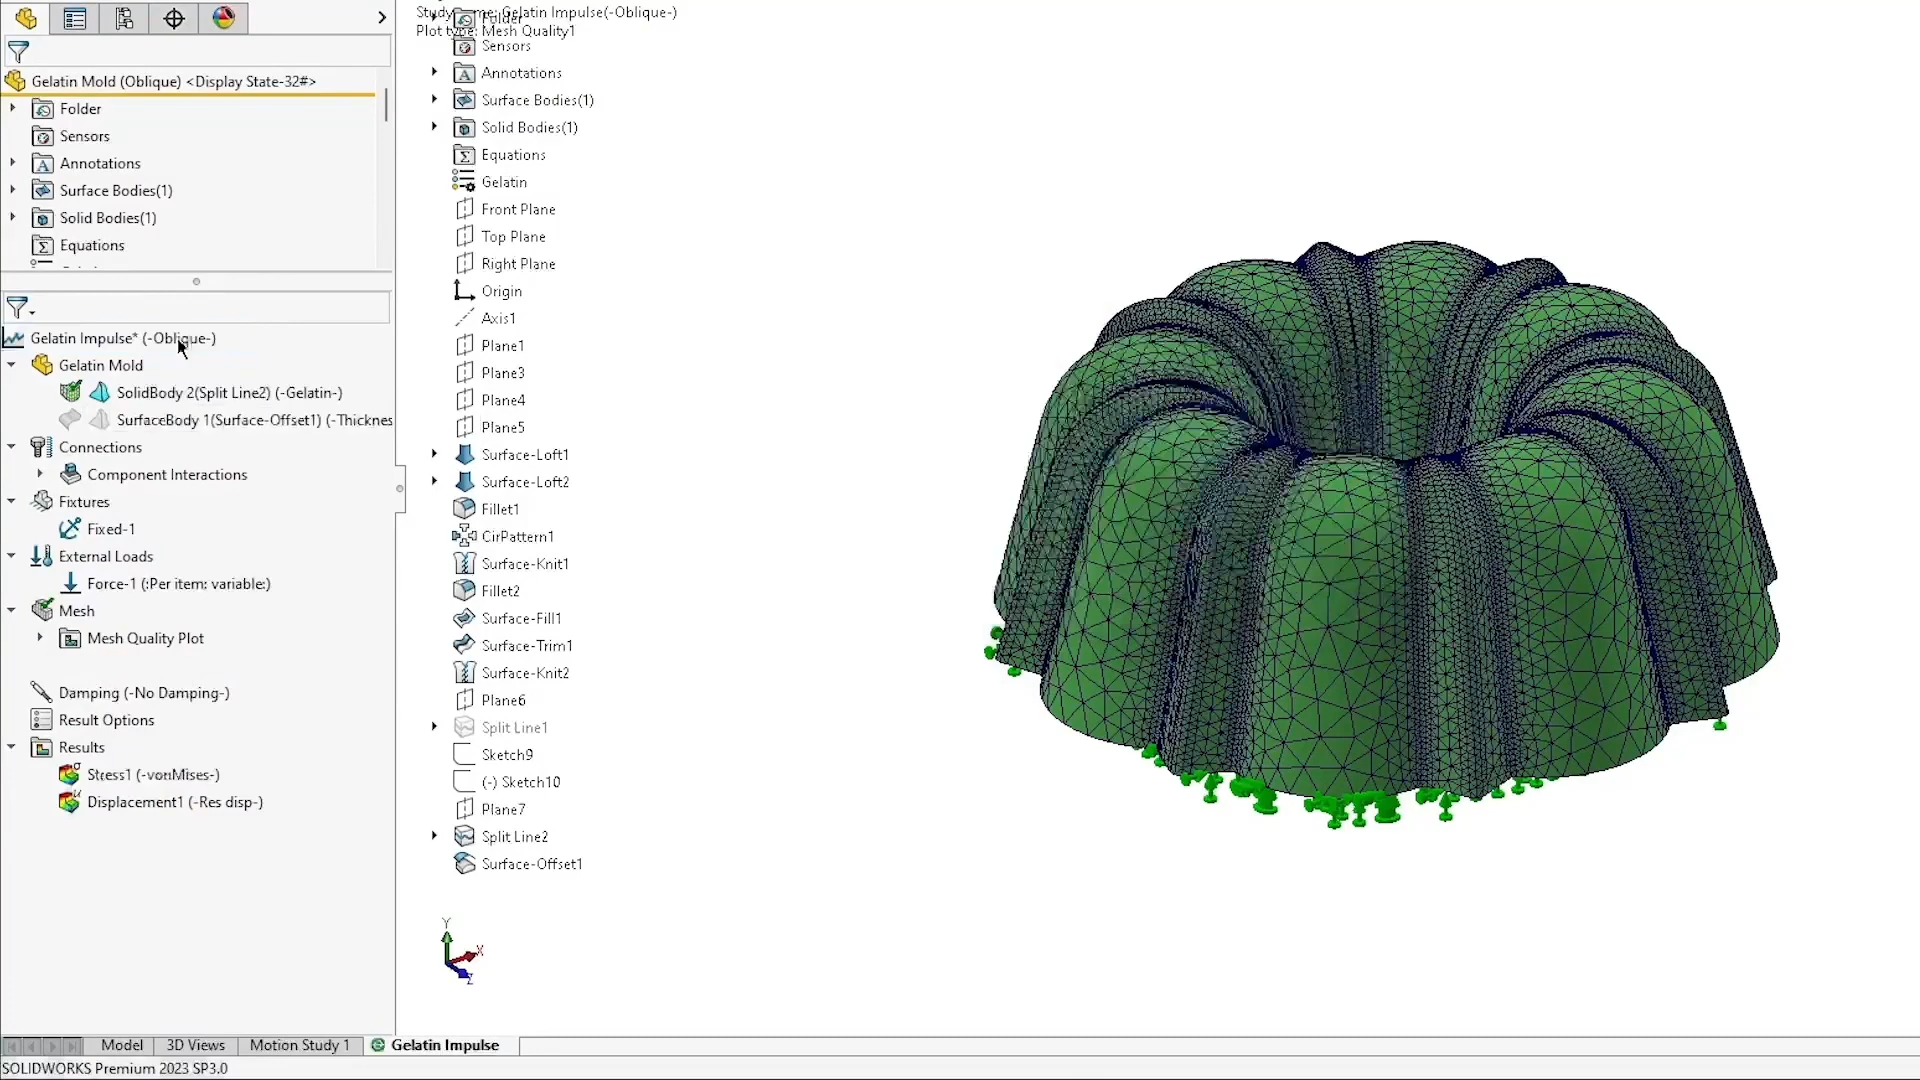 Gelatin Mold (Oblique) <Display State-32#>
Folder
Sensors
Annotations
Surface Bodies(1)
Solid Bodies(1)
Equations
Gelatin Impulse* (-Oblique-)
Gelatin Mold
SolidBody 2(Split Line2) (-Gelatin-)
SurfaceBody 1(Surface-Offset1) (-Thicknes
Connections
Component Interactions
Fixtures
Fixed-1
External Loads
Force-1 (:Per item: variable:)
Mesh
Mesh Quality Plot
Damping (-No Damping-)
Result Options
Results
Stress1 (-vonMises-)
Displacement1 (-Res disp-)
Study name: Gelatin Impulse(-Oblique-)
Plot type: Mesh Quality1
Folder
Sensors
Annotations
Surface Bodies(1)
Solid Bodies(1)
Equations
Gelatin
Front Plane
Top Plane
Right Plane
Origin
Axis1
Plane1
Plane3
Plane4
Plane5
Surface-Loft1
Surface-Loft2
Fillet1
CirPattern1
Surface-Knit1
Fillet2
Surface-Fill1
Surface-Trim1
Surface-Knit2
Plane6
Split Line1
Sketch9
(-) Sketch10
Plane7
Split Line2
Surface-Offset1
Y
X
Z
Model
3D Views
Motion Study 1
Gelatin Impulse
SOLIDWORKS Premium 2023 SP3.0